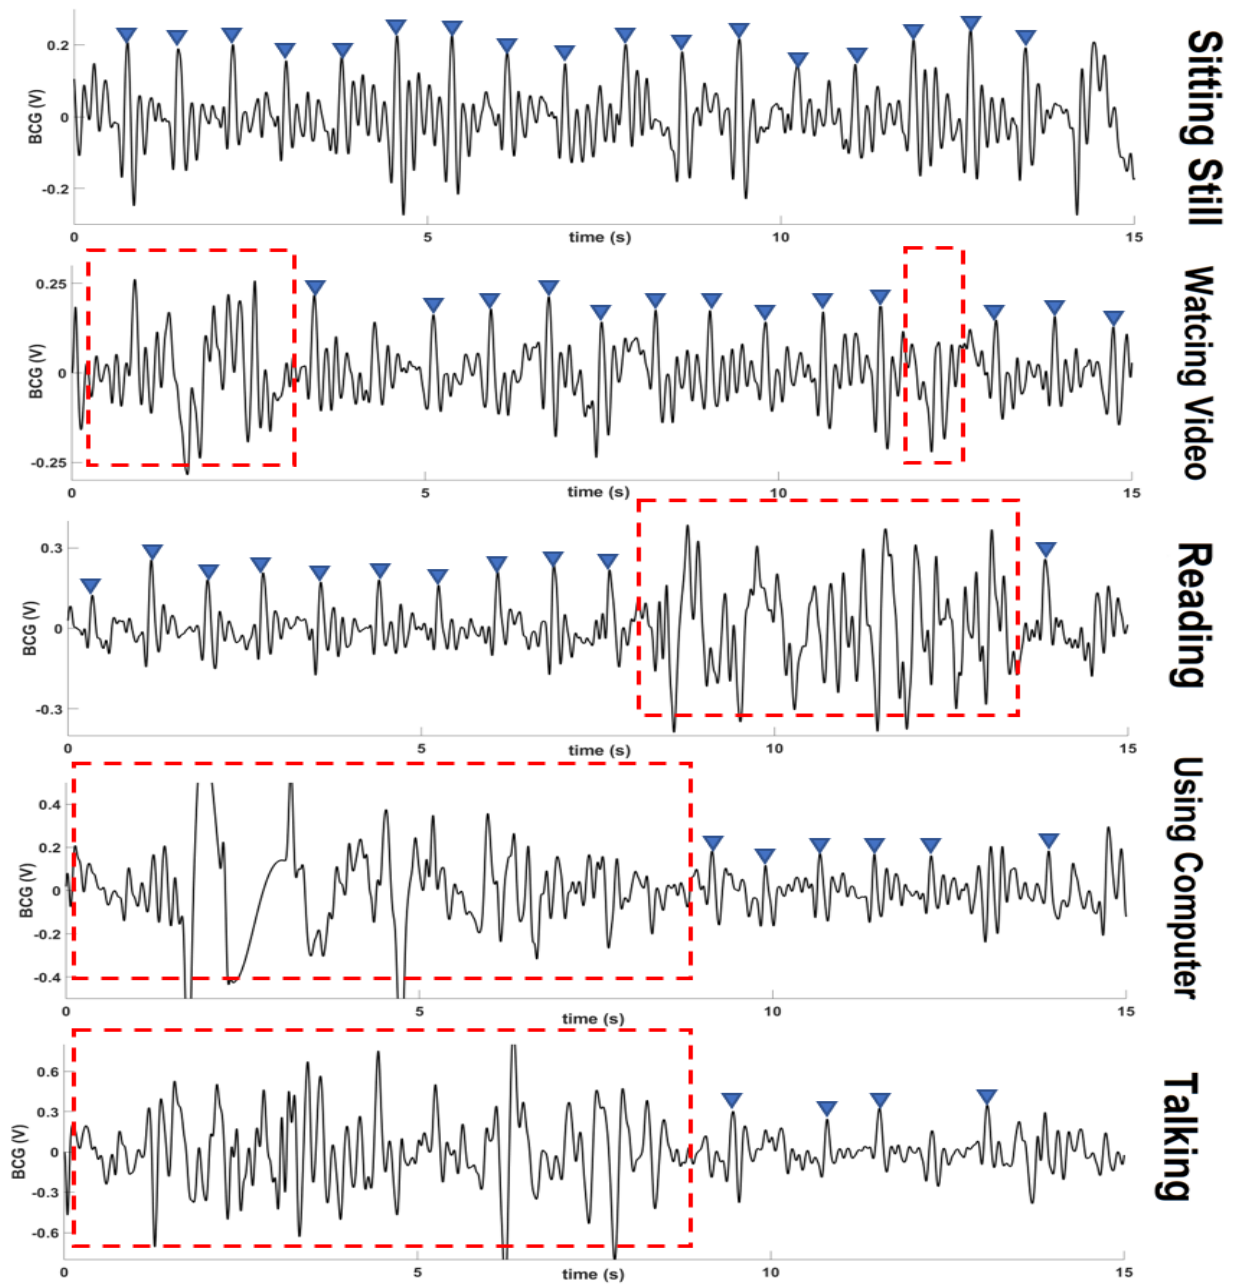 Sitting Still
BCG (V)
0.2
0
-0.2
0 5 10 15
time (s)
Watcing Video
BCG (V)
0.25
0
-0.25
0 5 10 15
time (s)
Reading
BCG (V)
0.3
0
-0.3
0 5 10 15
time (s)
Using Computer
BCG (V)
0.4
0.2
0
-0.2
-0.4
0 5 10 15
time (s)
Talking
BCG (V)
0.6
0.3
0
-0.3
-0.6
0 5 10 15
time (s)